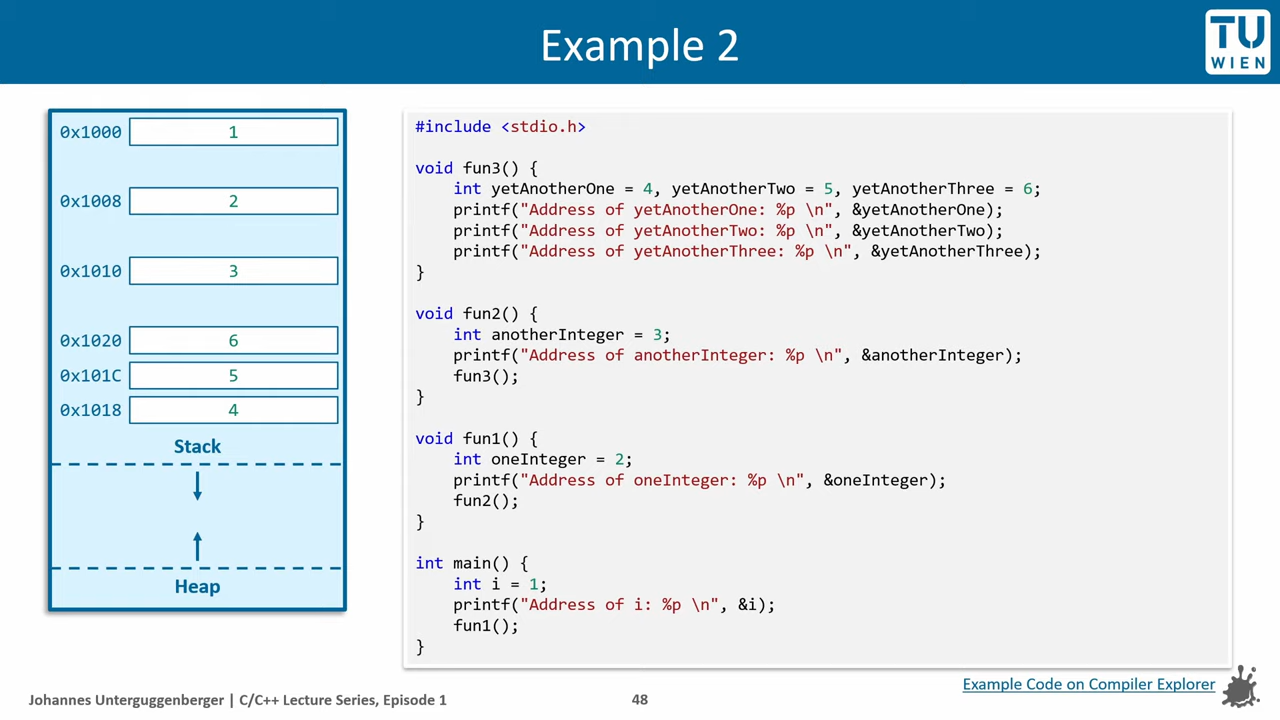 Example 2
TU
WIEN
0x1000 1
0x1008 2
0x1010 3
0x1020 6
0x101C 5
0x1018 4
Stack
Heap
#include <stdio.h>
void fun3() {
    int yetAnotherOne = 4, yetAnotherTwo = 5, yetAnotherThree = 6;
    printf("Address of yetAnotherOne: %p \n", &yetAnotherOne);
    printf("Address of yetAnotherTwo: %p \n", &yetAnotherTwo);
    printf("Address of yetAnotherThree: %p \n", &yetAnotherThree);
}
void fun2() {
    int anotherInteger = 3;
    printf("Address of anotherInteger: %p \n", &anotherInteger);
    fun3();
}
void fun1() {
    int oneInteger = 2;
    printf("Address of oneInteger: %p \n", &oneInteger);
    fun2();
}
int main() {
    int i = 1;
    printf("Address of i: %p \n", &i);
    fun1();
}
Example Code on Compiler Explorer
Johannes Unterguggenberger | C/C++ Lecture Series, Episode 1
48